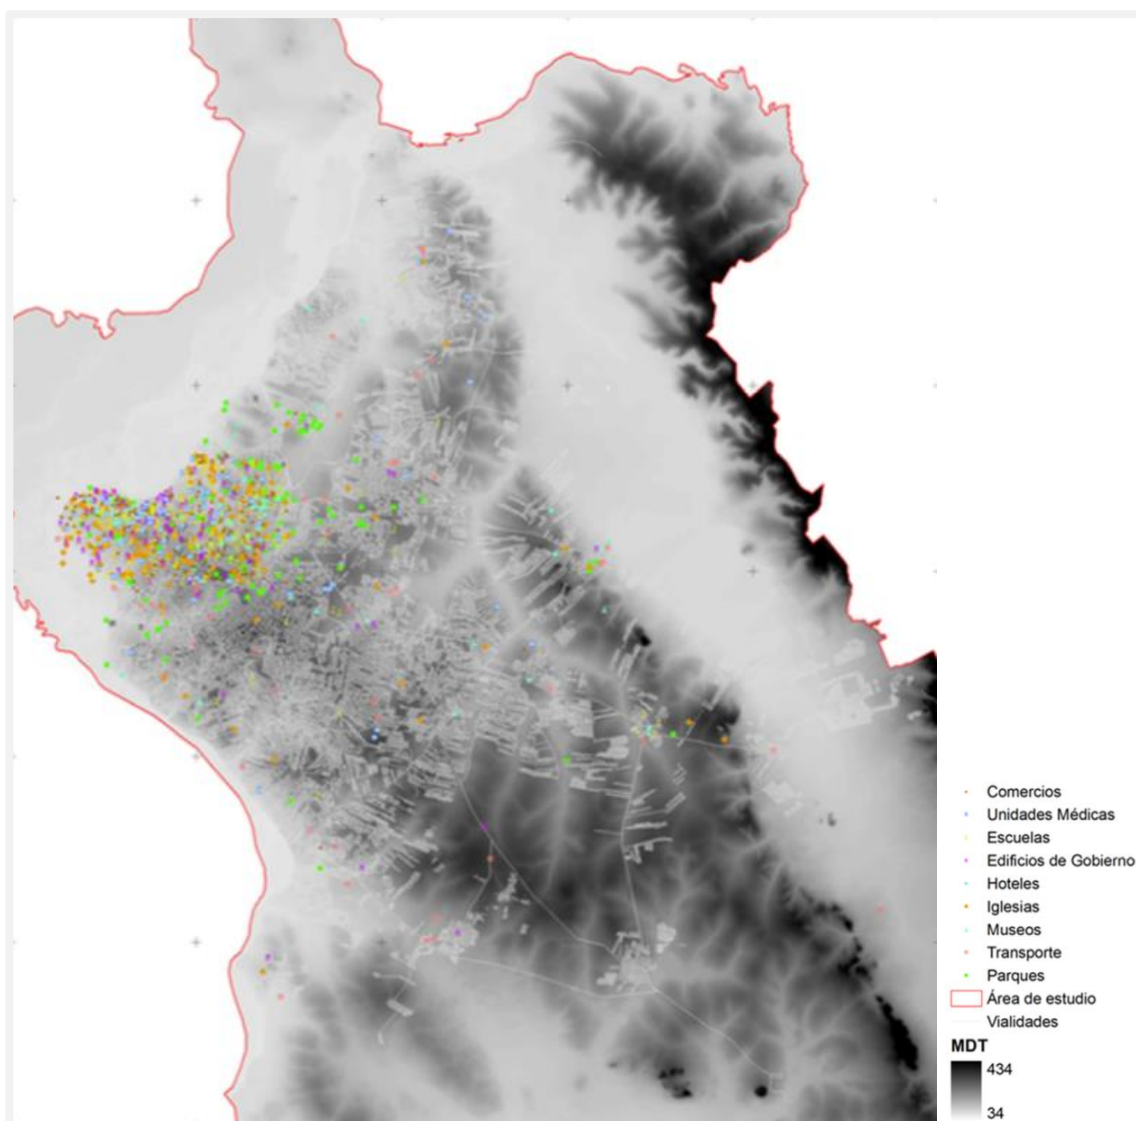 Comercios
Unidades Médicas
Escuelas
Edificios de Gobierno
Hoteles
Iglesias
Museos
Transporte
Parques
Área de estudio
Vialidades
MDT
434
34